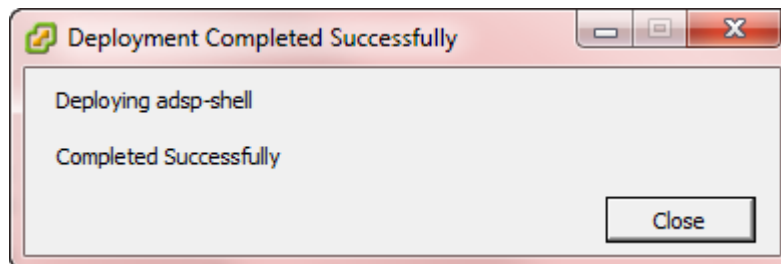 Deployment Completed Successfully
Deploying adsp-shell
Completed Successfully
Close